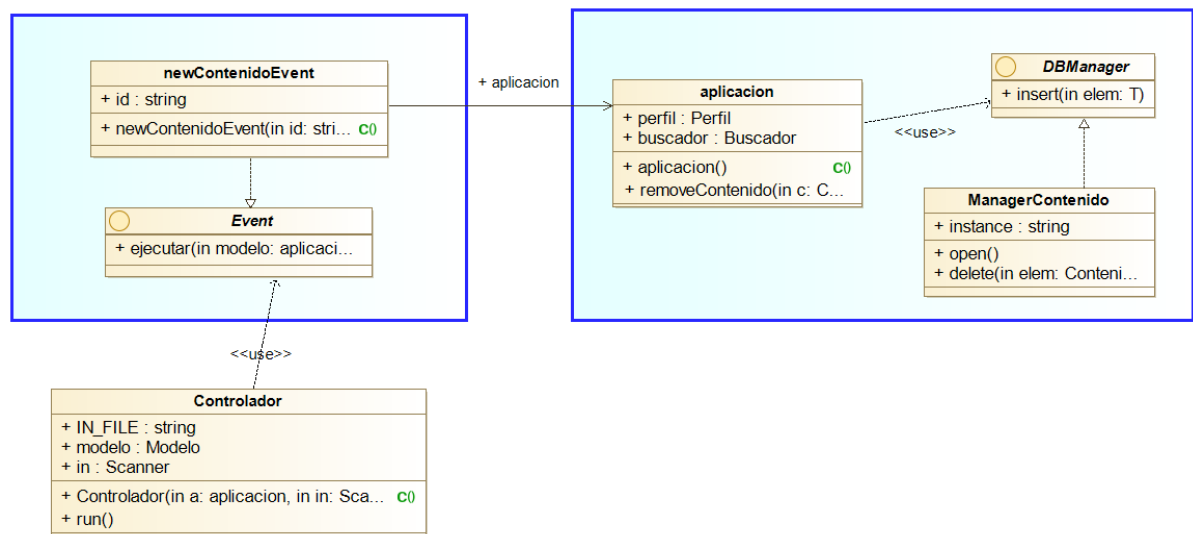 newContenidoEvent
+ id : string
+ newContenidoEvent(in id: stri... C()
Event
+ ejecutar(in modelo: aplicaci...
+ aplicacion
aplicacion
+ perfil : Perfil
+ buscador : Buscador
+ aplicacion() C()
+ removeContenido(in c: C...
<<use>>
DBManager
+ insert(in elem: T)
ManagerContenido
+ instance : string
+ open()
+ delete(in elem: Conteni...
<<use>>
Controlador
+ IN_FILE : string
+ modelo : Modelo
+ in : Scanner
+ Controlador(in a: aplicacion, in in: Sca... C()
+ run()